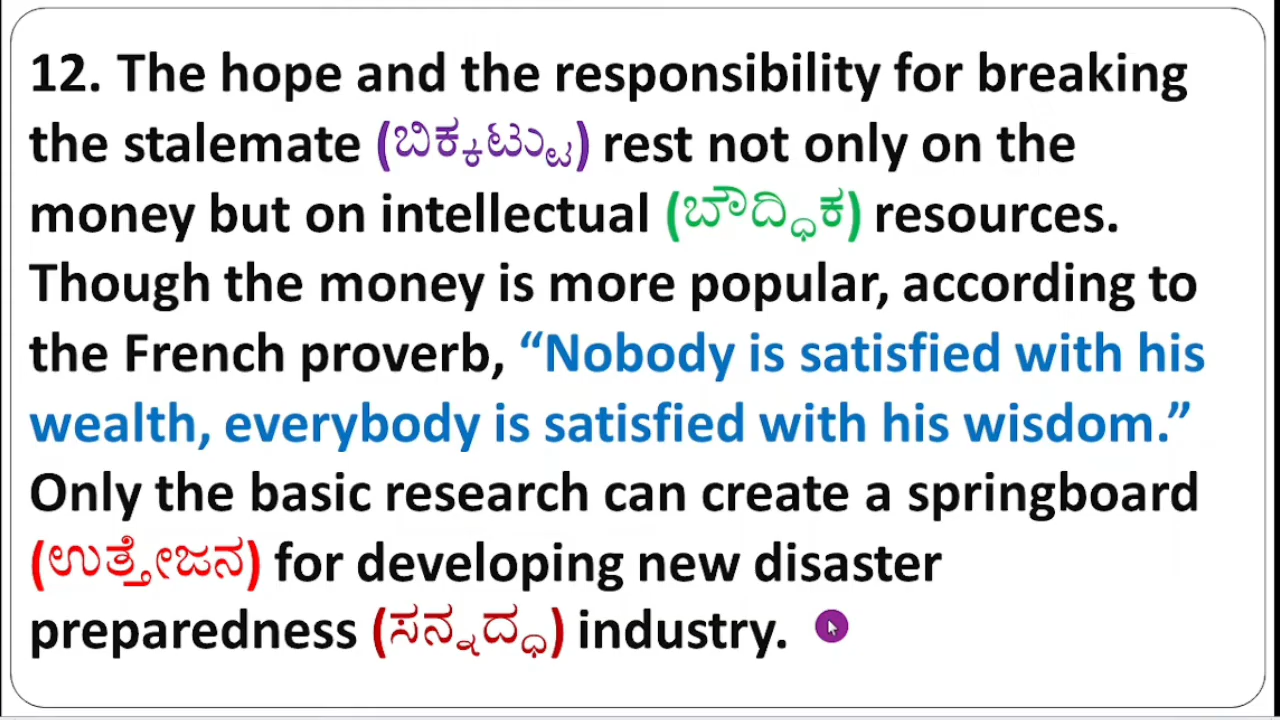 12. The hope and the responsibility for breaking
the stalemate (ಬಿಕ್ಕಟ್ಟು) rest not only on the
money but on intellectual (ಬೌದ್ಧಿಕ) resources.
Though the money is more popular, according to
the French proverb, “Nobody is satisfied with his
wealth, everybody is satisfied with his wisdom.”
Only the basic research can create a springboard
(ಉತ್ತೇಜನ) for developing new disaster
preparedness (ಸನ್ನದ್ಧ) industry.